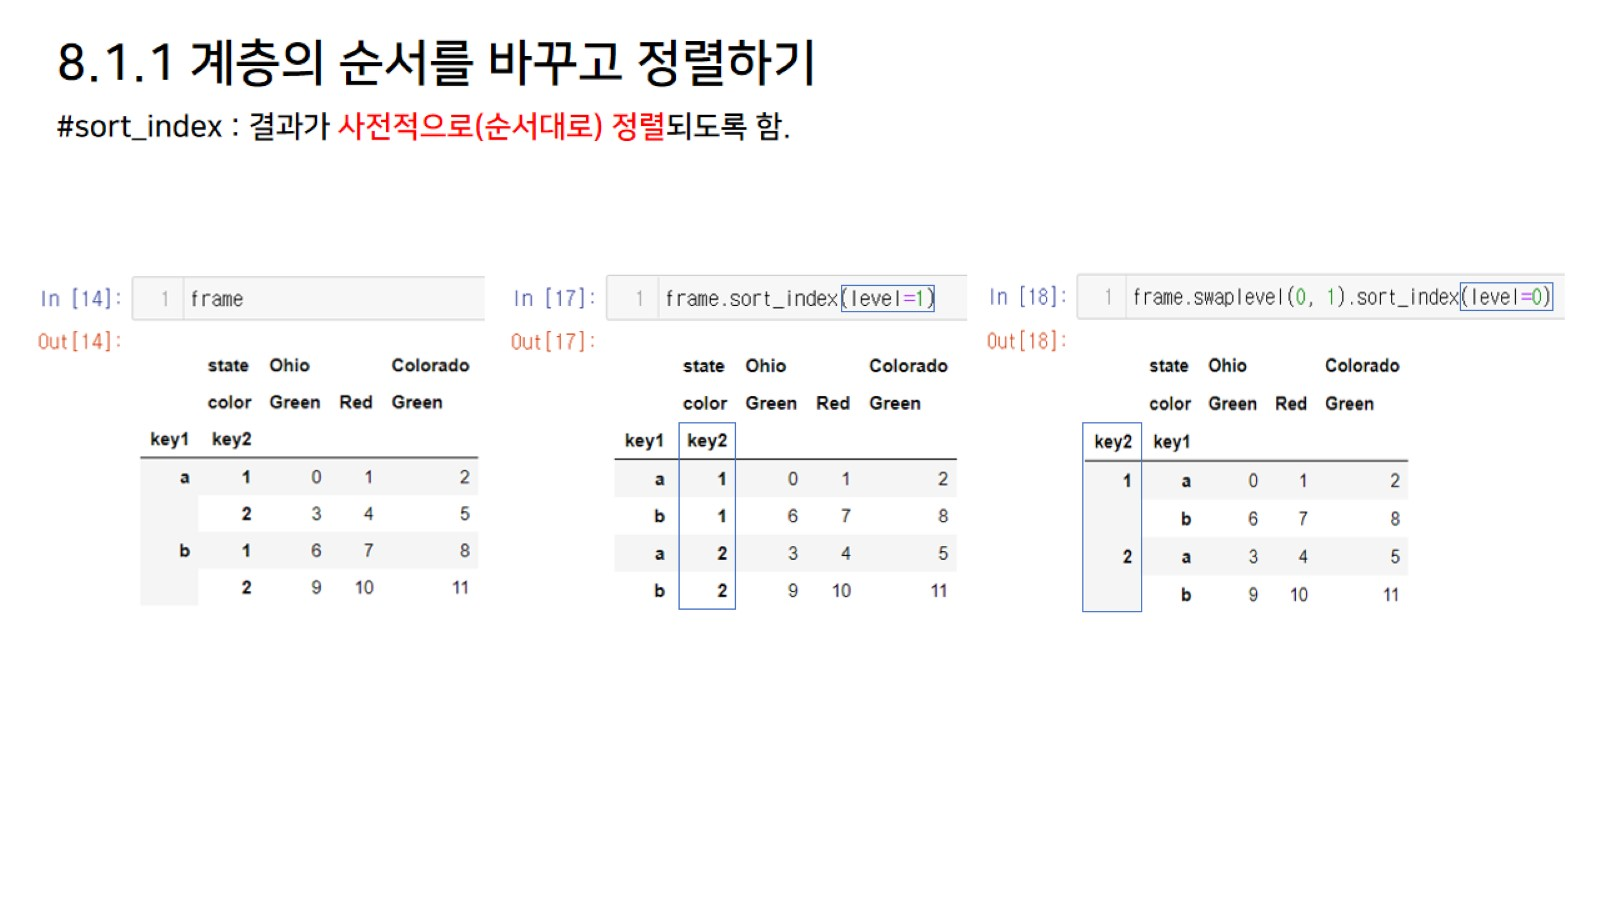 8.1.1 계층의 순서를 바꾸고 정렬하기
#sort_index : 결과가 사전적으로(순서대로) 정렬되도록 함.
In [14]: 1 frame
Out[14]:
state Ohio Colorado
color Green Red Green
key1 key2
a 1 0 1 2
2 3 4 5
b 1 6 7 8
2 9 10 11
In [17]: 1 frame.sort_index(level=1)
Out[17]:
state Ohio Colorado
color Green Red Green
key1 key2
a 1 0 1 2
b 1 6 7 8
a 2 3 4 5
b 2 9 10 11
In [18]: 1 frame.swaplevel(0, 1).sort_index(level=0)
Out[18]:
state Ohio Colorado
color Green Red Green
key2 key1
1 a 0 1 2
b 6 7 8
2 a 3 4 5
b 9 10 11